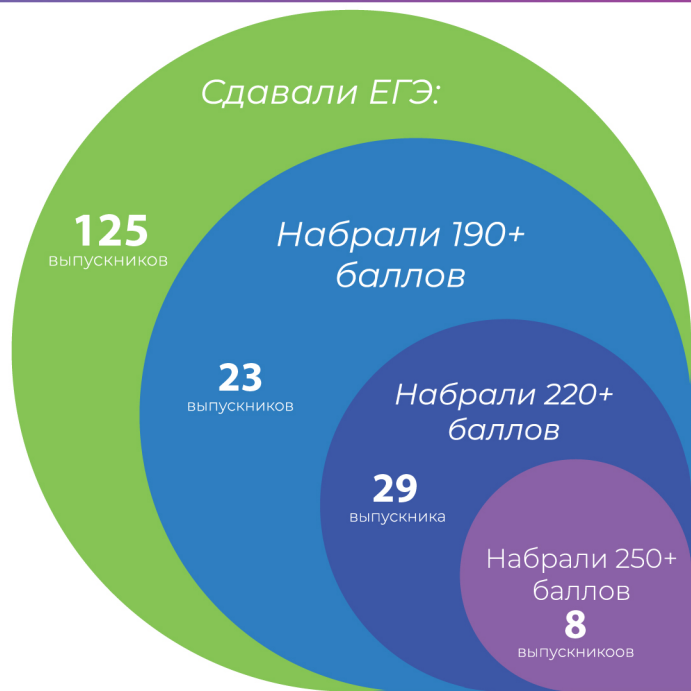 Сдавали ЕГЭ:
125
выпускников
Набрали 190+
баллов
23
выпускников
Набрали 220+
баллов
29
выпускника
Набрали 250+
баллов
8
выпускникоов